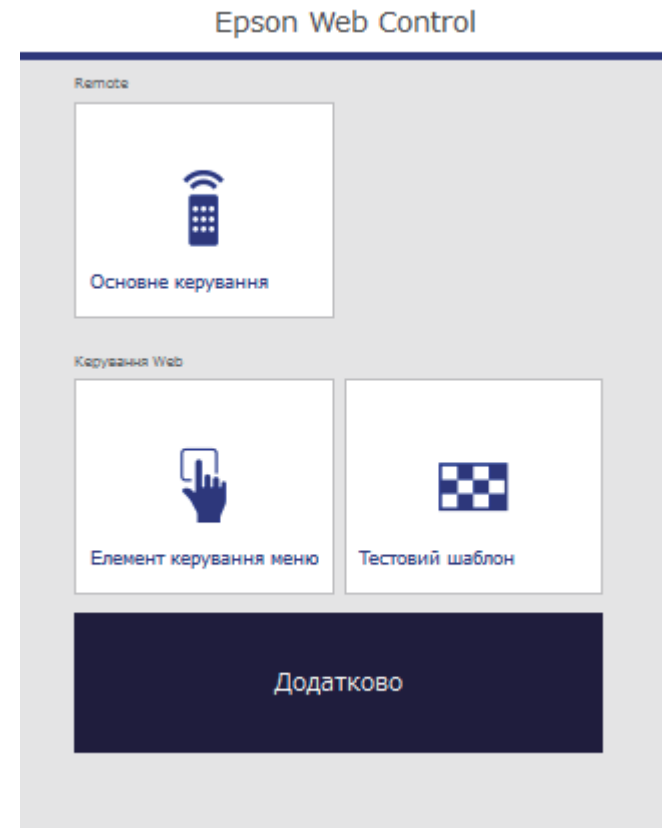 Epson Web Control
Remote
Основне керування
Керування Web
Елемент керування меню
Тестовий шаблон
Додатково